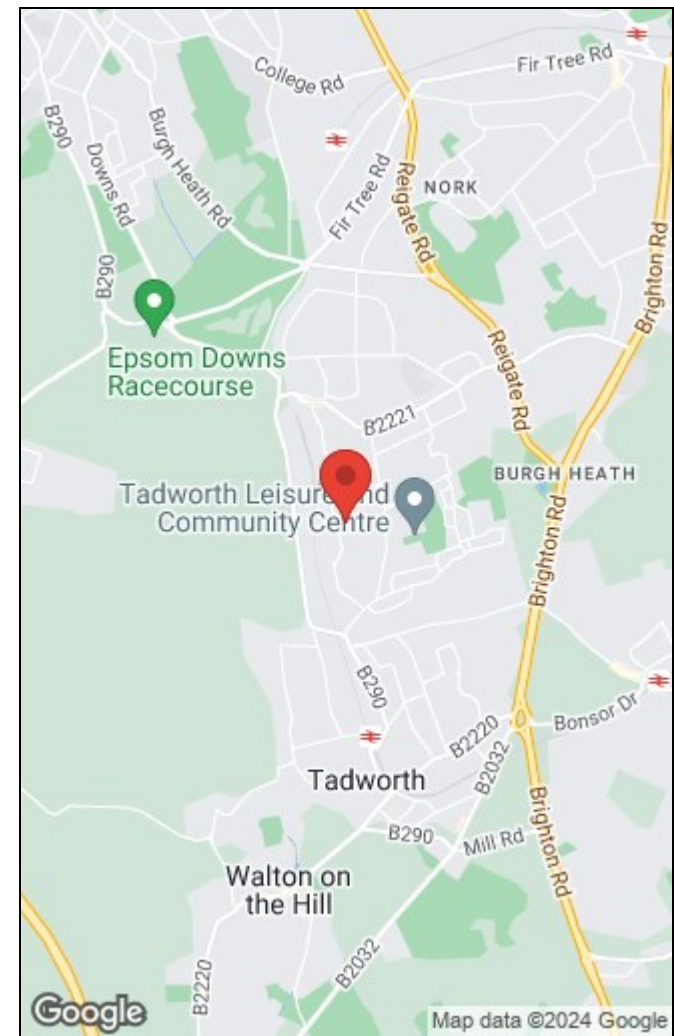 College Rd
Fir Tree Rd
B290
Downs Rd
Burgh Heath Rd
Fir Tree Rd
Reigate Rd
NORK
Brighton Rd
B290
Epsom Downs
Racecourse
Reigate Rd
B2221
BURGH HEATH
Tadworth Leisure and
Community Centre
Brighton Rd
B290
B2220
Bonsor Dr
B2032
Tadworth
B290
Mill Rd
Brighton Rd
Walton on
the Hill
B2220
B2032
Google
Map data ©2024 Google